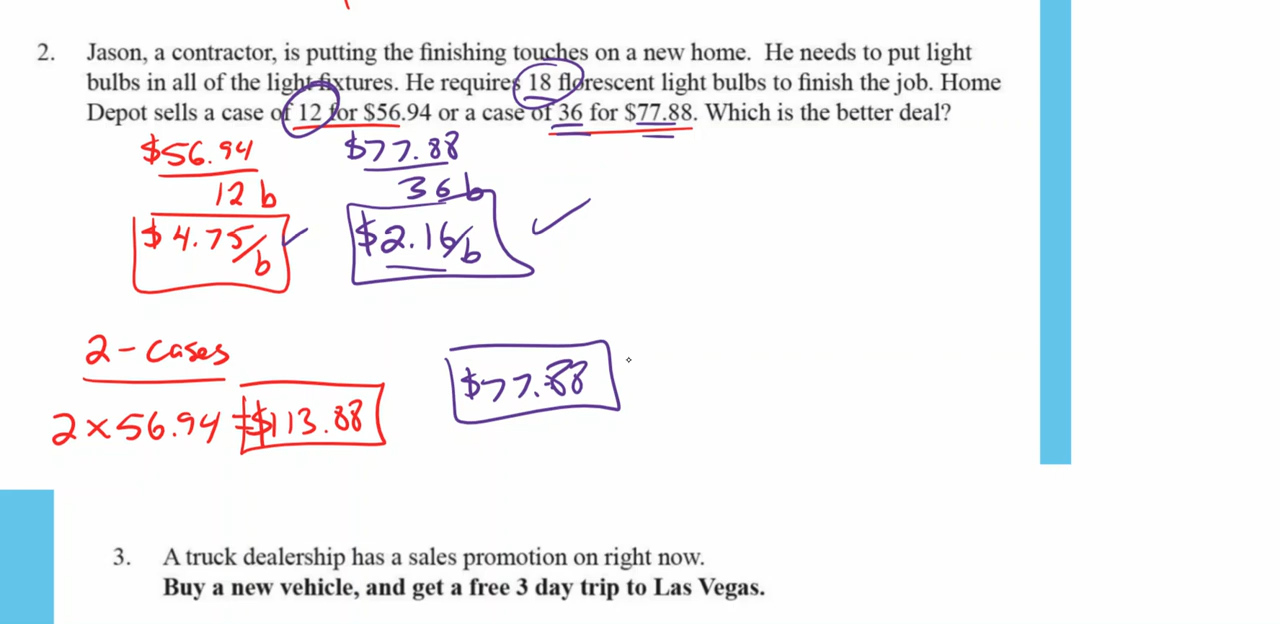 2. Jason, a contractor, is putting the finishing touches on a new home. He needs to put light
bulbs in all of the light fixtures. He requires 18 florescent light bulbs to finish the job. Home
Depot sells a case of 12 for $56.94 or a case of 36 for $77.88. Which is the better deal?
$56.94 $77.88
12 b 36 b
$4.75/b $2.16/b
2 - cases
$77.88
2 × 56.94 = $113.88
3. A truck dealership has a sales promotion on right now.
Buy a new vehicle, and get a free 3 day trip to Las Vegas.